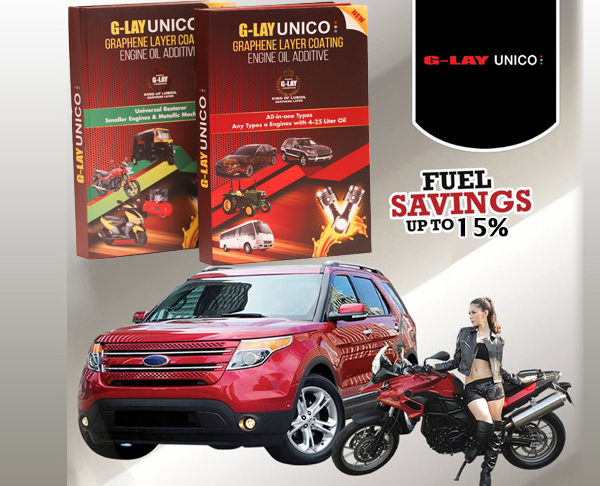 G-LAY UNICO
GRAPHENE LAYER COATING
ENGINE OIL ADDITIVE
G-LAY
KING OF LUBOIL
GRAPHENE LAYER
Universal Restorer
Smaller Engines & Metallic Mach
G-LAY UNICO
NEW
G-LAY UNICO
GRAPHENE LAYER COATING
ENGINE OIL ADDITIVE
G-LAY
KING OF LUBOIL
GRAPHENE LAYER
All-in-one Types
Any Types o Engines with 4-25 Liter Oil
G-LAY UNICO
G-LAY UNICO
FUEL
SAVINGS
UP TO 15%